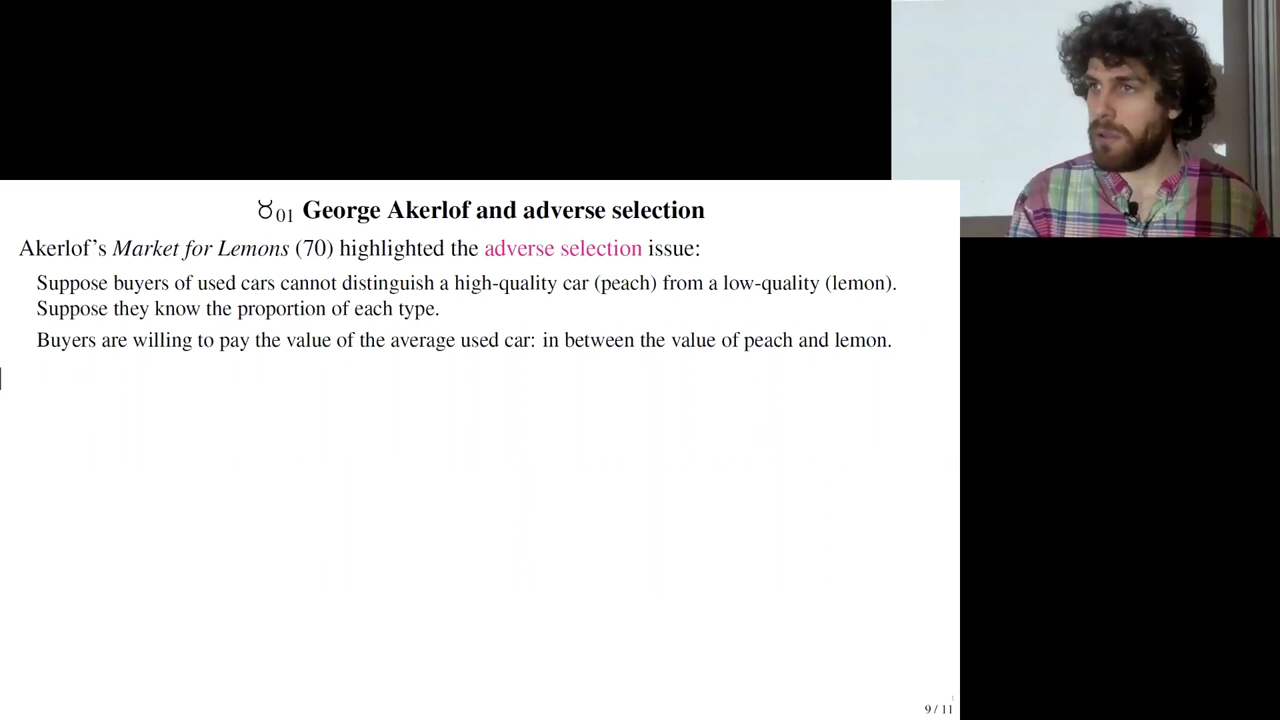 ♉01 George Akerlof and adverse selection
Akerlof's Market for Lemons (70) highlighted the adverse selection issue:
Suppose buyers of used cars cannot distinguish a high-quality car (peach) from a low-quality (lemon).
Suppose they know the proportion of each type.
Buyers are willing to pay the value of the average used car: in between the value of peach and lemon.
9 / 11